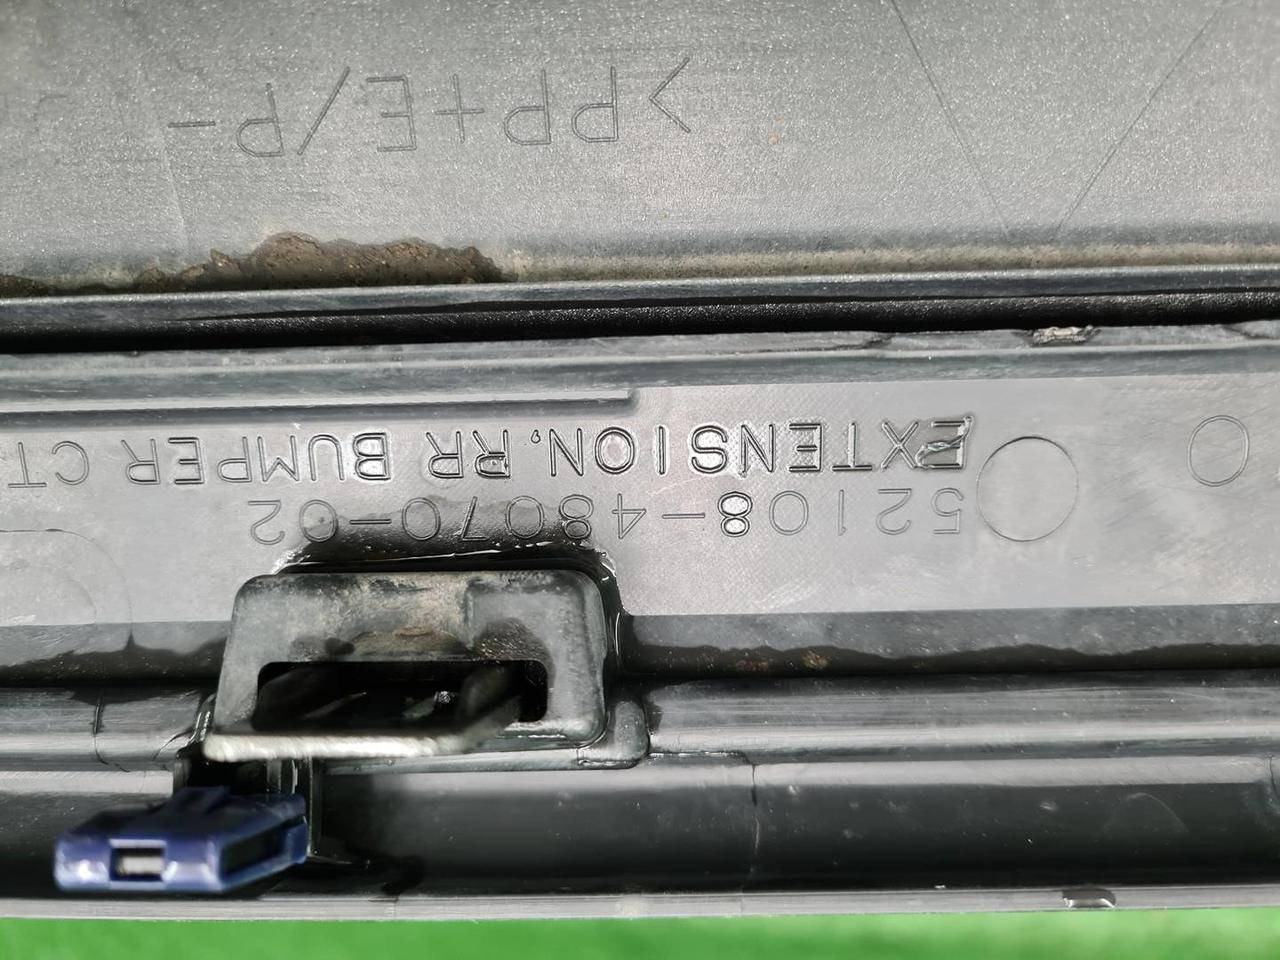 52108-48070-02
EXTENSION, RR BUMPER CT
>PP+E/P-